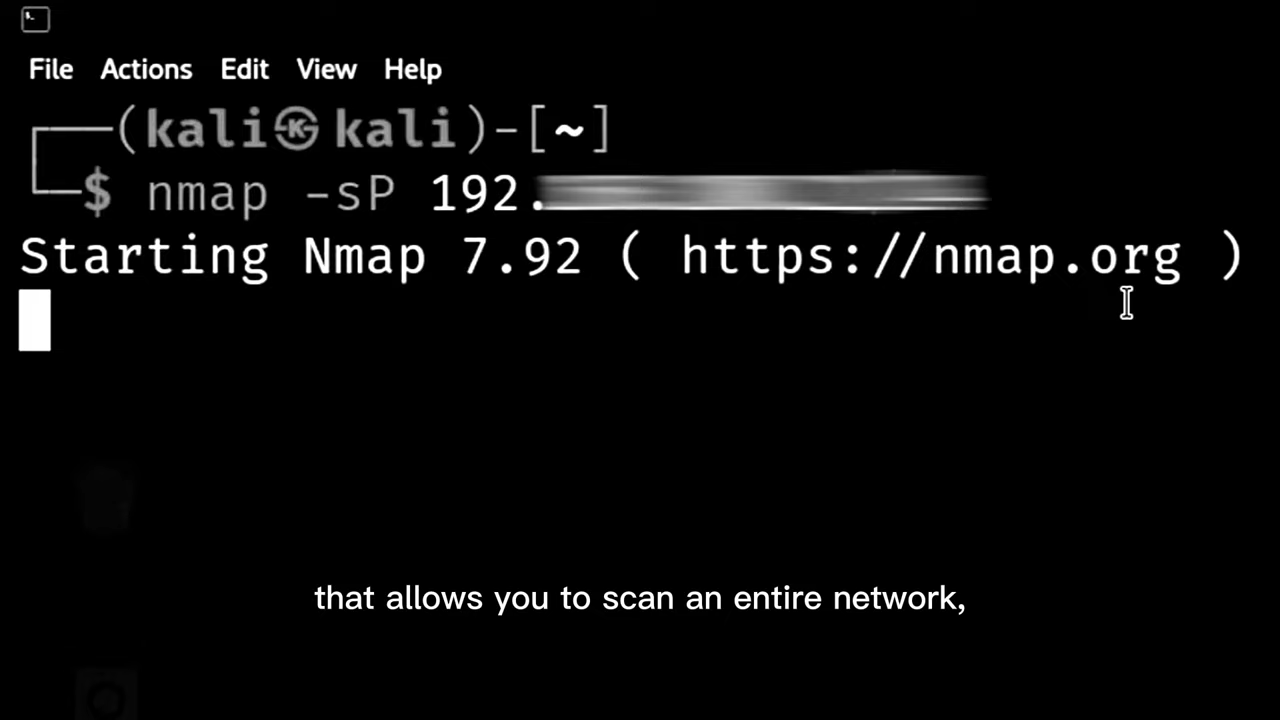 File Actions Edit View Help
(kali㉿kali)-[~]
$ nmap -sP 192.
Starting Nmap 7.92 ( https://nmap.org )
that allows you to scan an entire network,